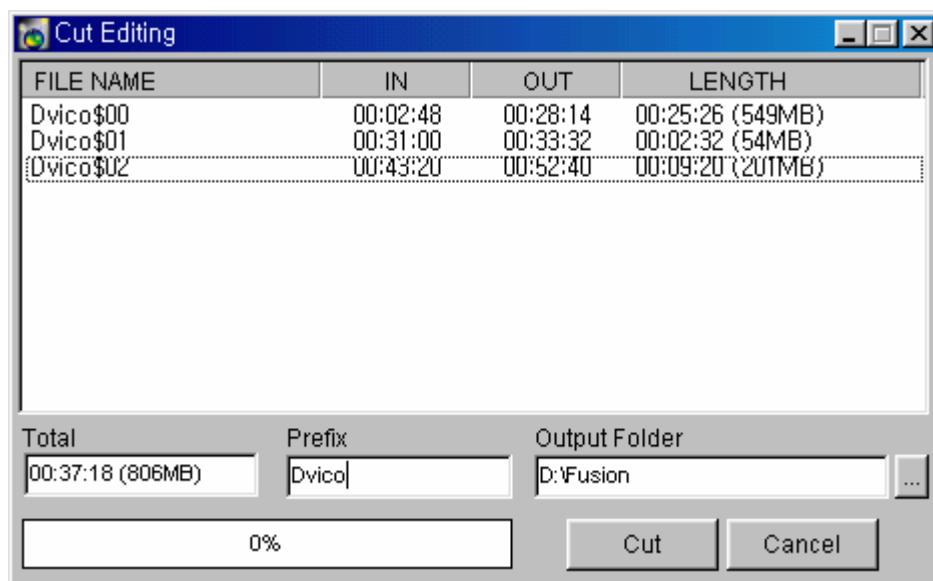 Cut Editing
FILE NAME IN OUT LENGTH
Dvico$00 00:02:48 00:28:14 00:25:26 (549MB)
Dvico$01 00:31:00 00:33:32 00:02:32 (54MB)
Dvico$02 00:43:20 00:52:40 00:09:20 (201MB)
Total Prefix Output Folder
00:37:18 (806MB) Dvico D:\Fusion ...
0% Cut Cancel